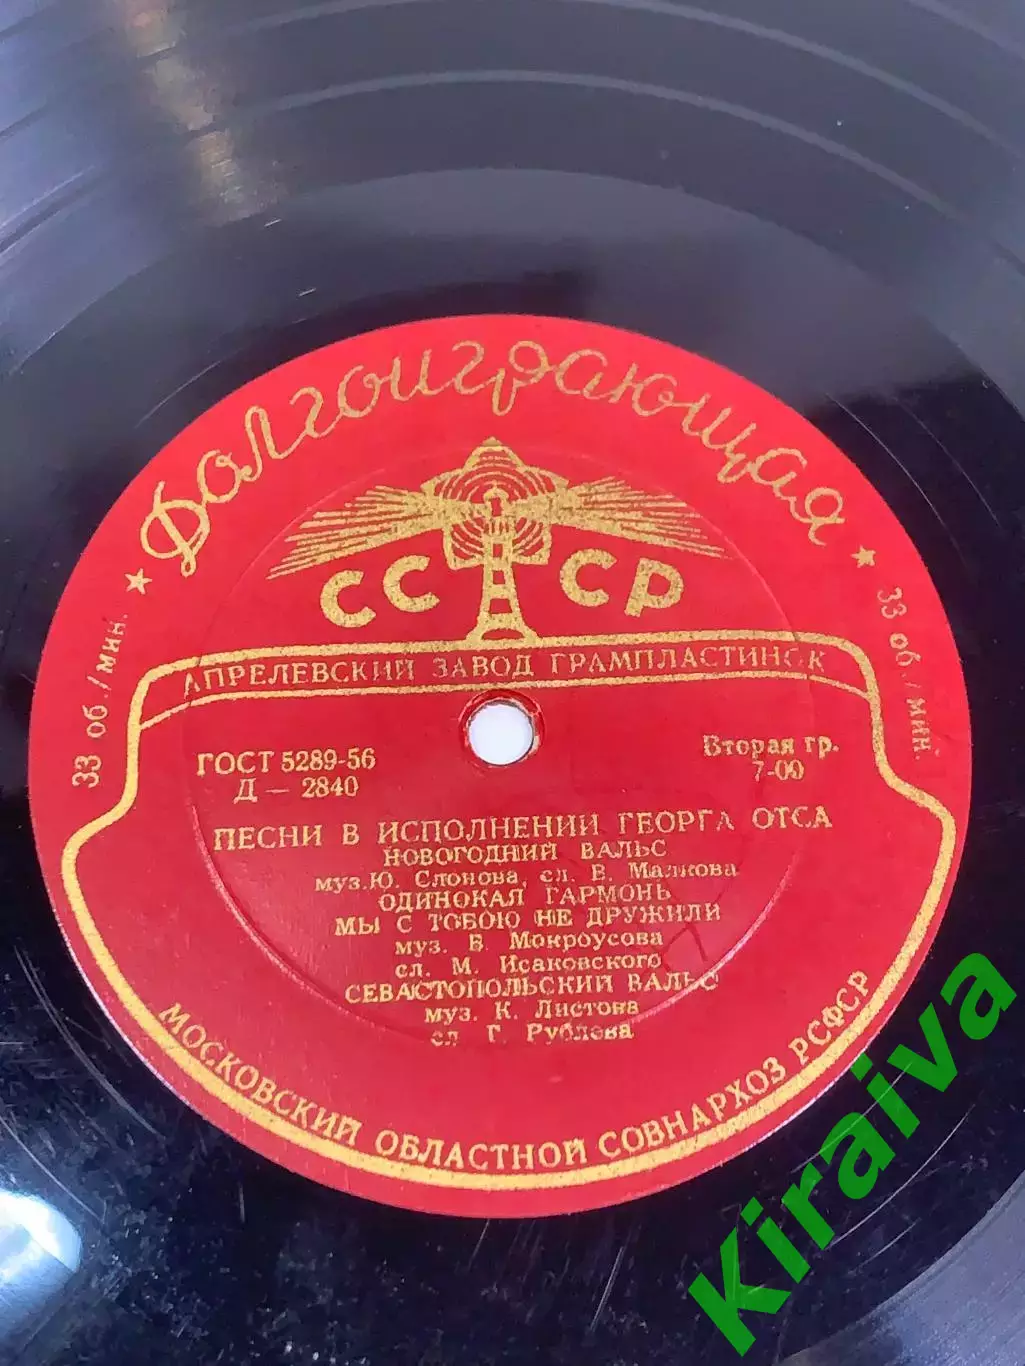 Долгоиграющая
СССР
33 об./мин.
33 об./мин.
АПРЕЛЕВСКИЙ ЗАВОД ГРАМПЛАСТИНОК
ГОСТ 5289-56
Вторая гр.
Д — 2840
7-00
ПЕСНИ В ИСПОЛНЕНИИ ГЕОРГА ОТСА
НОВОГОДНИЙ ВАЛЬС
муз. Ю. Слонова, сл. В. Малкова
ОДИНОКАЯ ГАРМОНЬ
МЫ С ТОБОЮ НЕ ДРУЖИЛИ
муз. Б. Мокроусова
сл. М. Исаковского
СЕВАСТОПОЛЬСКИЙ ВАЛЬС
муз. К. Листова
сл. Г. Рублева
МОСКОВСКИЙ ОБЛАСТНОЙ СОВНАРХОЗ РСФСР
Kiraiva